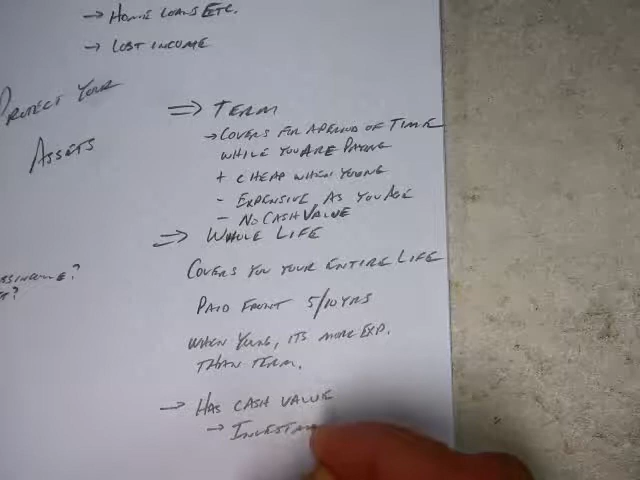 → HOME LOANS ETC.
→ LOST INCOME
PROTECT YOUR
ASSETS
⇒ TERM
→ COVERS FOR A PERIOD OF TIME
WHILE YOU ARE PAYING
+ CHEAP WHEN YOUNG
- EXPENSIVE AS YOU AGE
- NO CASH VALUE
⇒ WHOLE LIFE
COVERS YOU YOUR ENTIRE LIFE
PAID FRONT 5/10 YRS
WHEN YOUNG, ITS MORE EXP.
THAN TERM.
→ HAS CASH VALUE
→ INVESTM